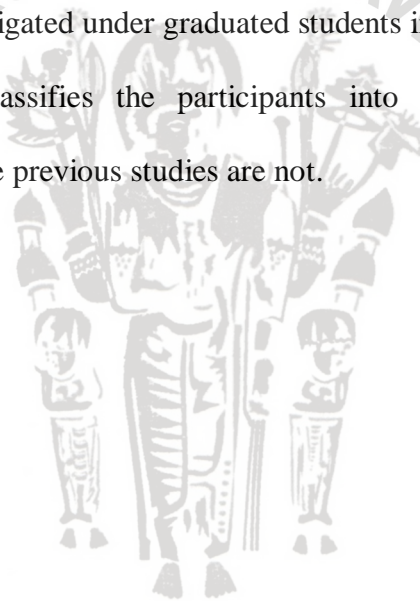 igated under graduated students i
assifies the participants into
e previous studies are not.